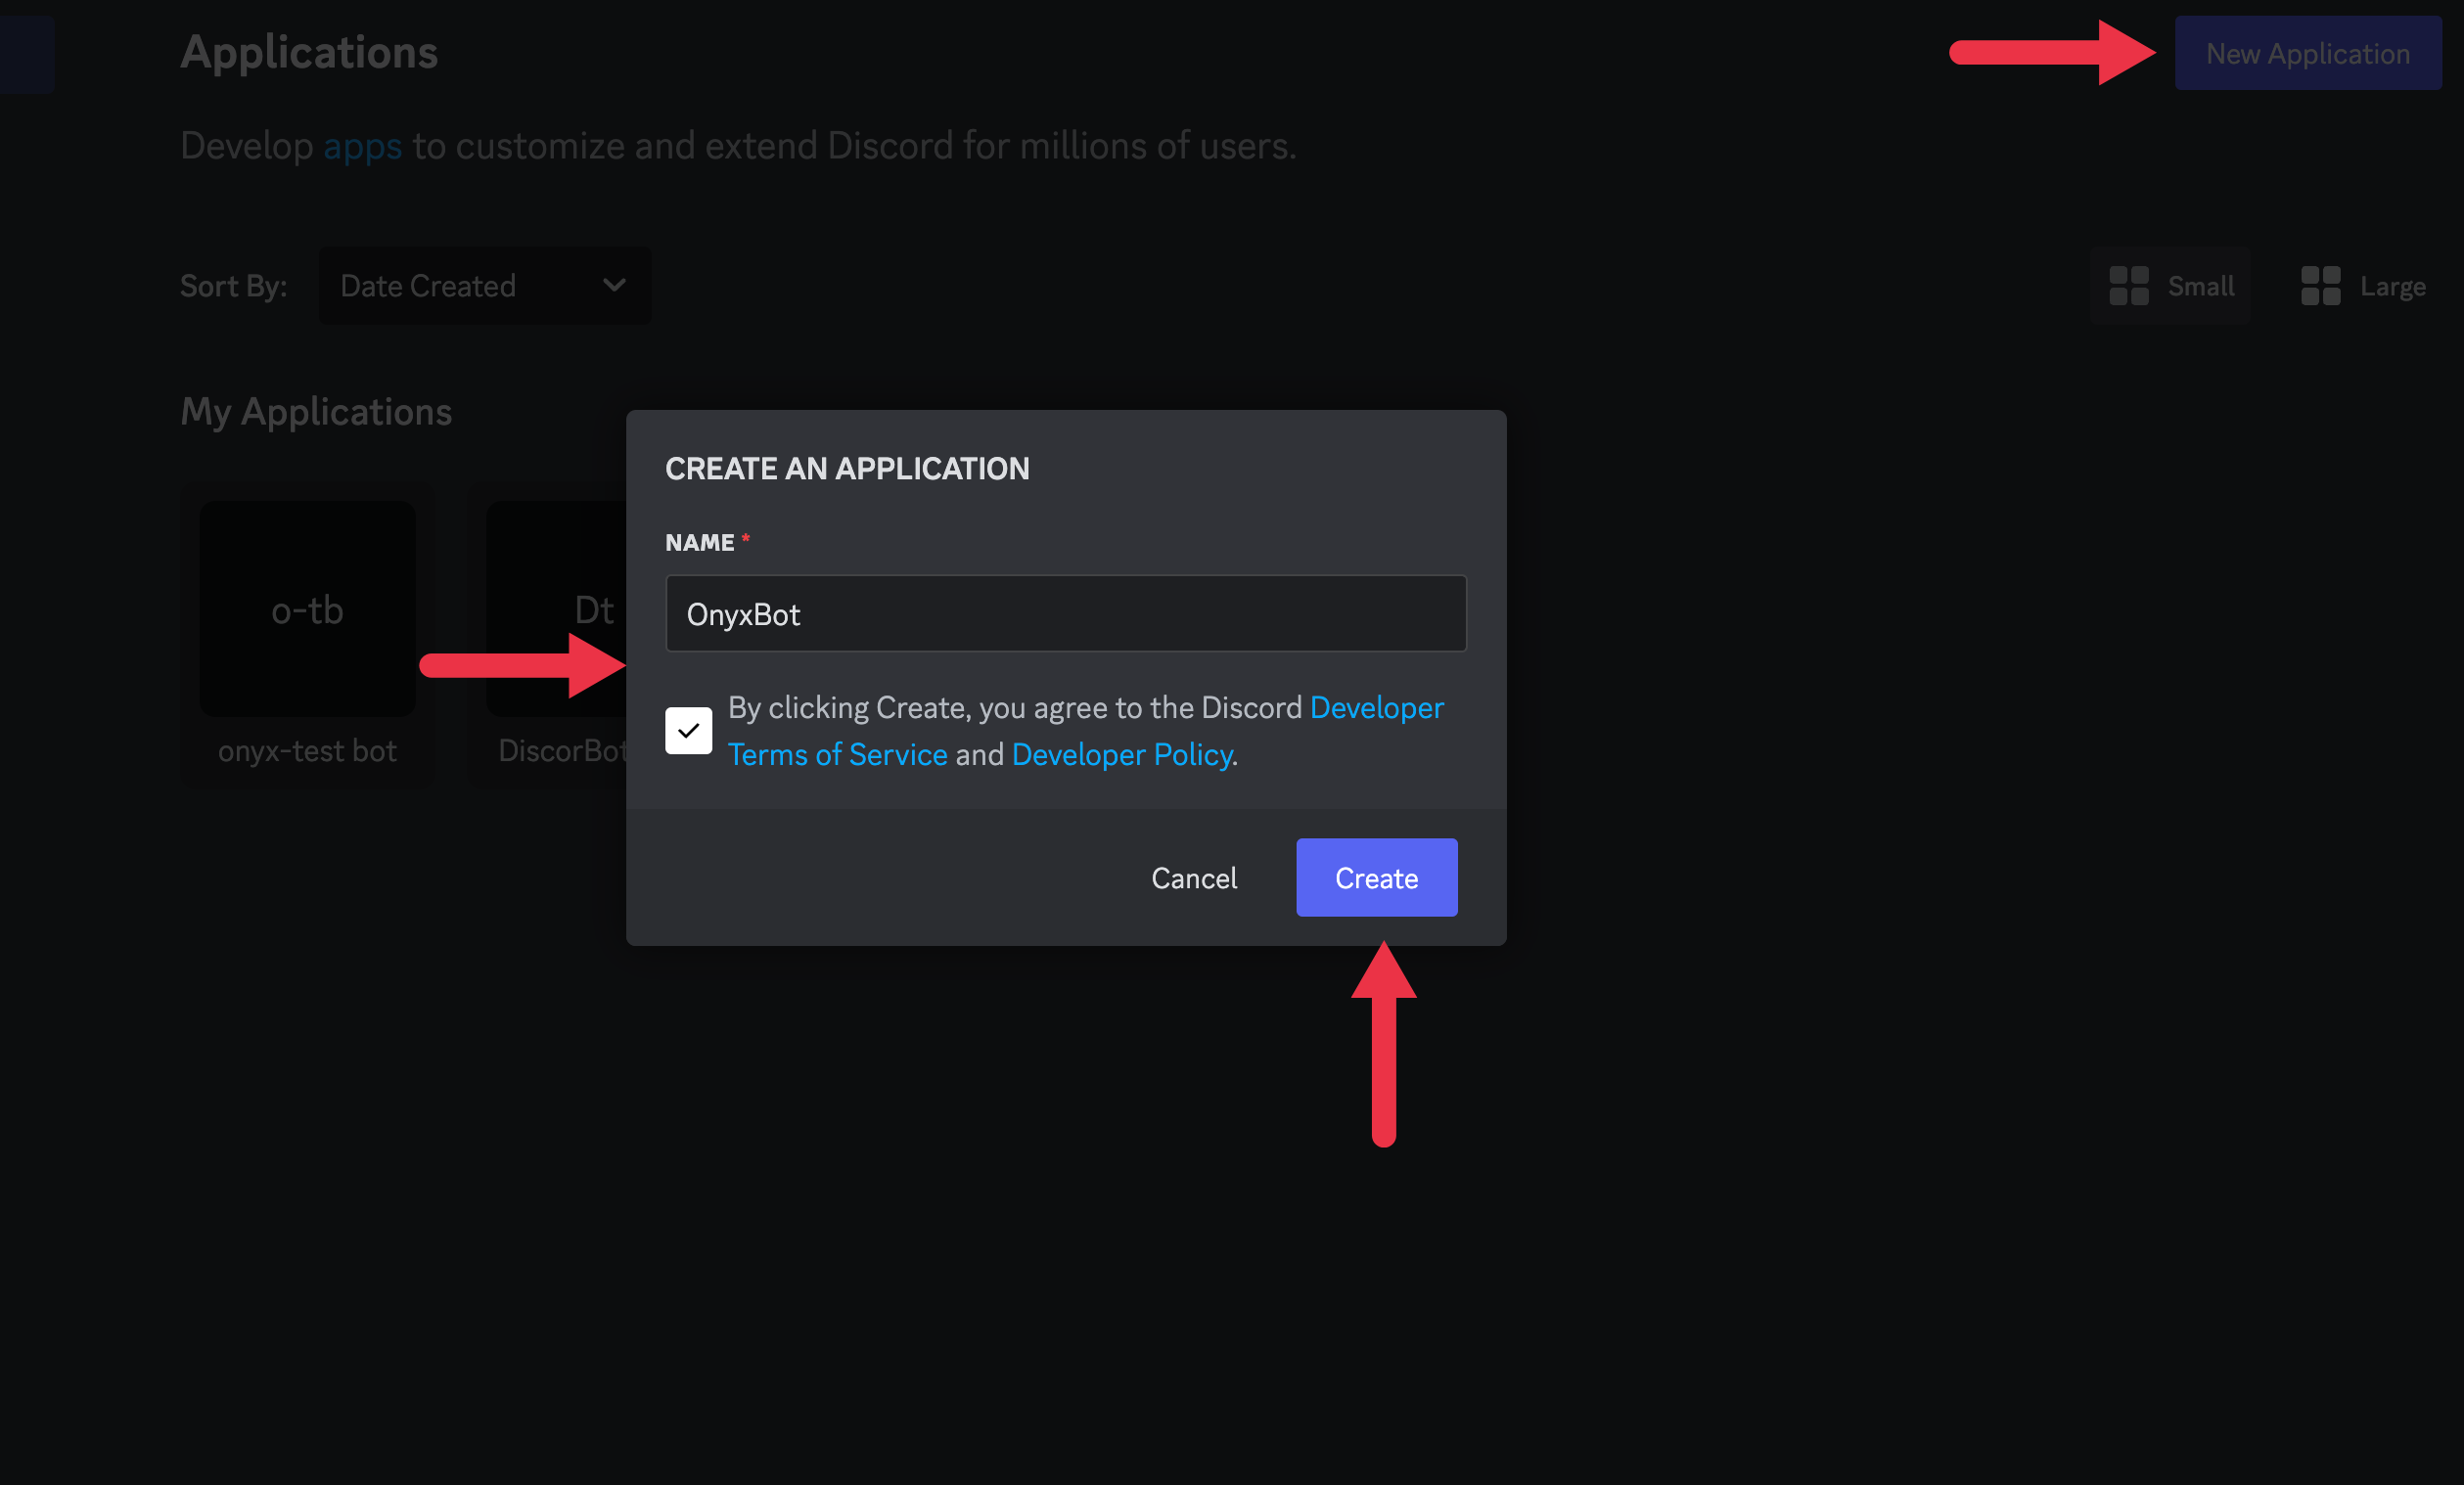 Applications
New Application
Develop apps to customize and extend Discord for millions of users.
Sort By:
Date Created
Small
Large
My Applications
o-tb
onyx-test bot
Dt
DiscorBot
CREATE AN APPLICATION
NAME *
OnyxBot
By clicking Create, you agree to the Discord Developer
Terms of Service and Developer Policy.
Cancel
Create